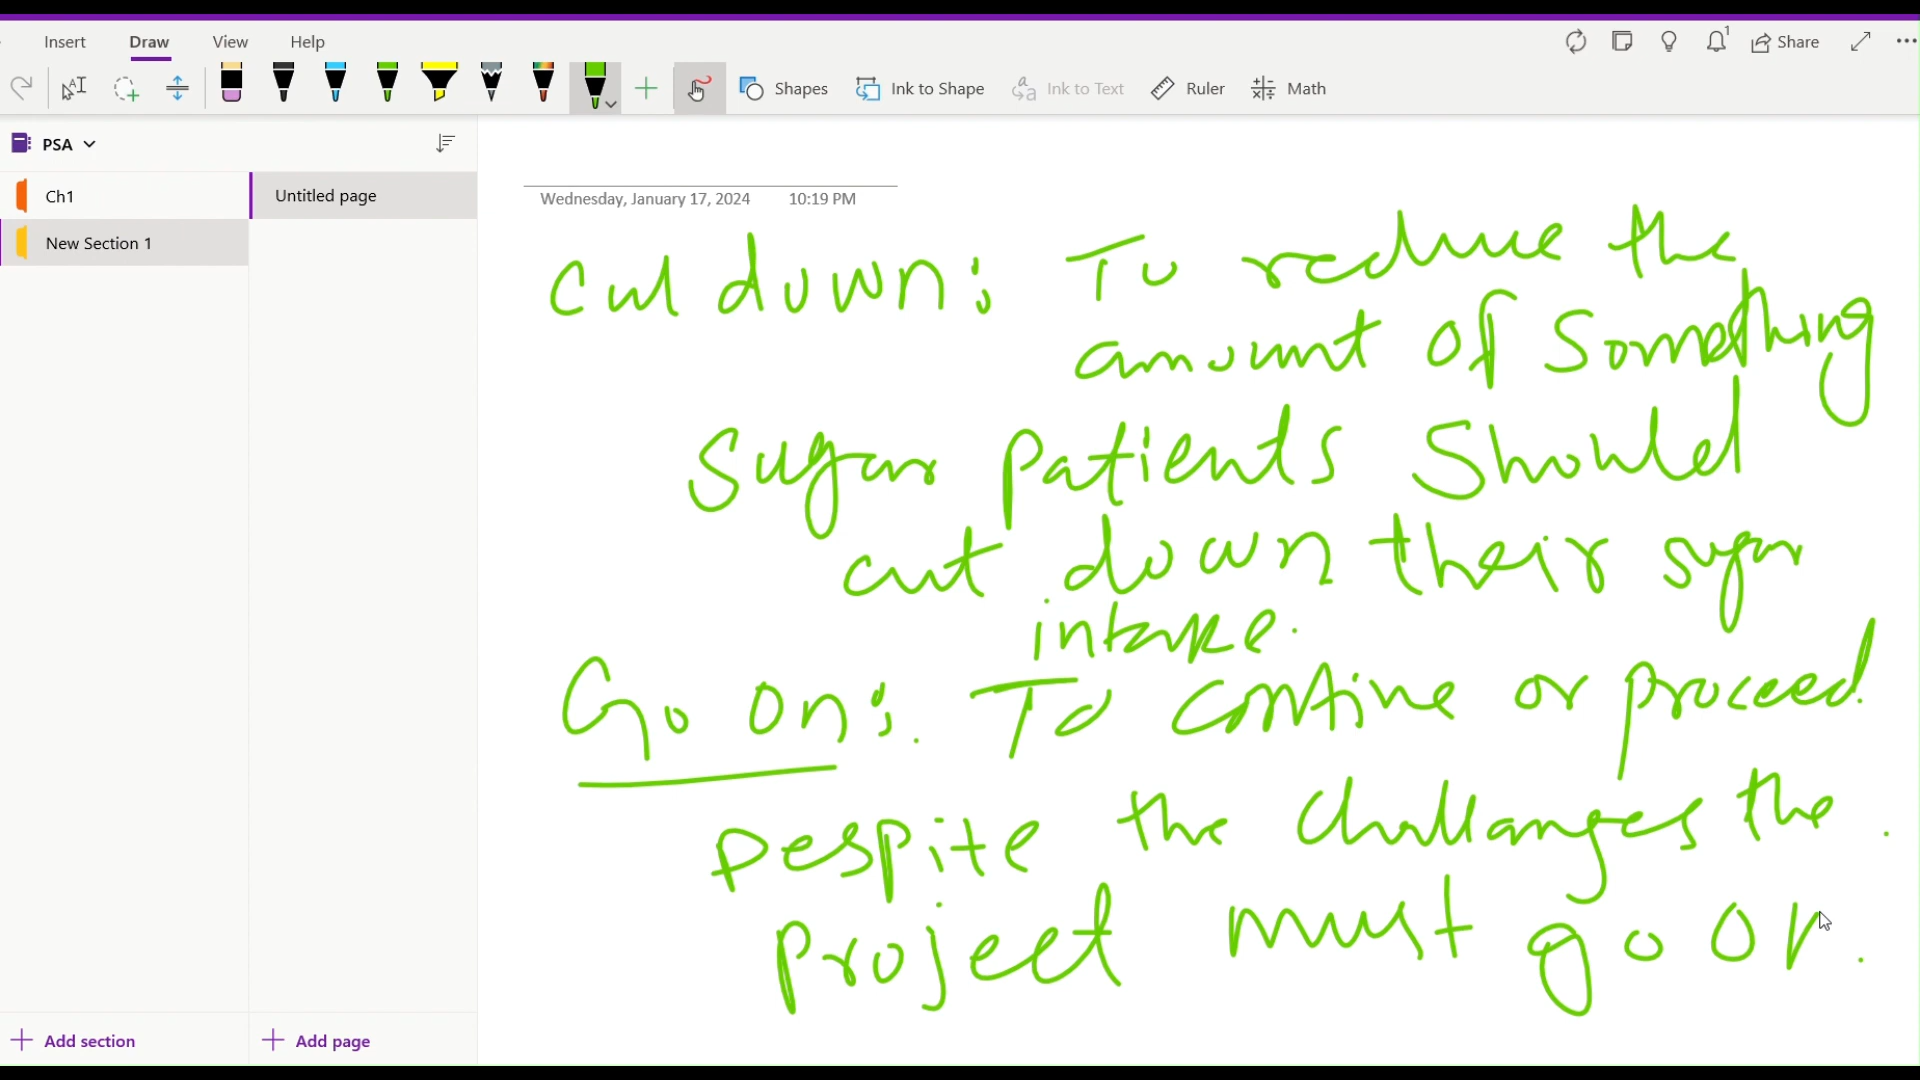 Insert Draw View Help Share
Shapes Ink to Shape Ink to Text Ruler Math
PSA
Ch1
New Section 1
Untitled page
Wednesday, January 17, 2024 10:19 PM
Cut down: To reduce the
amount of Something
Sugar patients Should
cut down their sugar
intake.
Go on: To contine or proceed.
Despite the challanges the
project must go on.
Add section
Add page